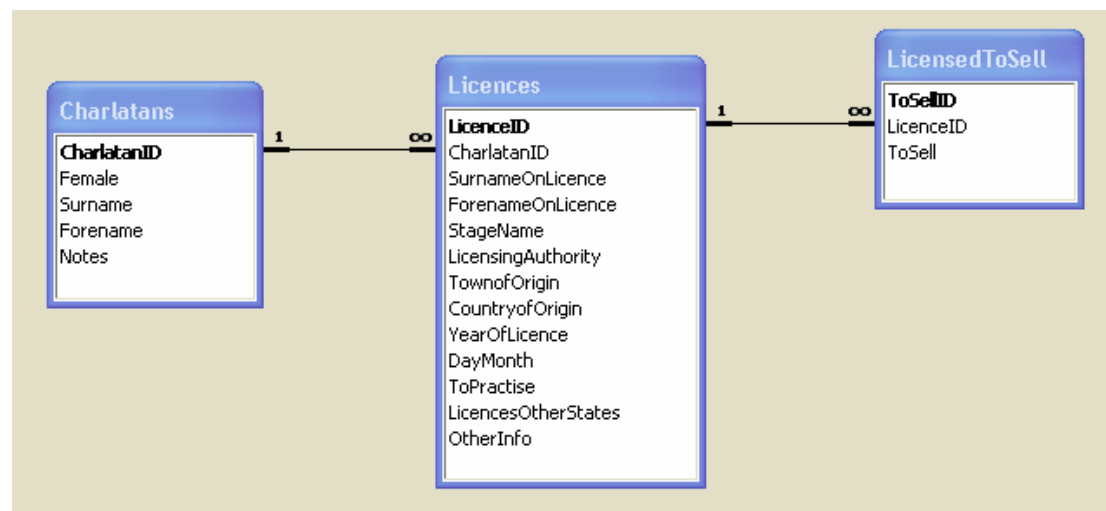 Charlatans
CharlatanID
Female
Surname
Forename
Notes
1
∞
Licences
LicenceID
CharlatanID
SurnameOnLicence
ForenameOnLicence
StageName
LicensingAuthority
TownofOrigin
CountryofOrigin
YearOfLicence
DayMonth
ToPractise
LicencesOtherStates
OtherInfo
1
∞
LicensedToSell
ToSellID
LicenceID
ToSell